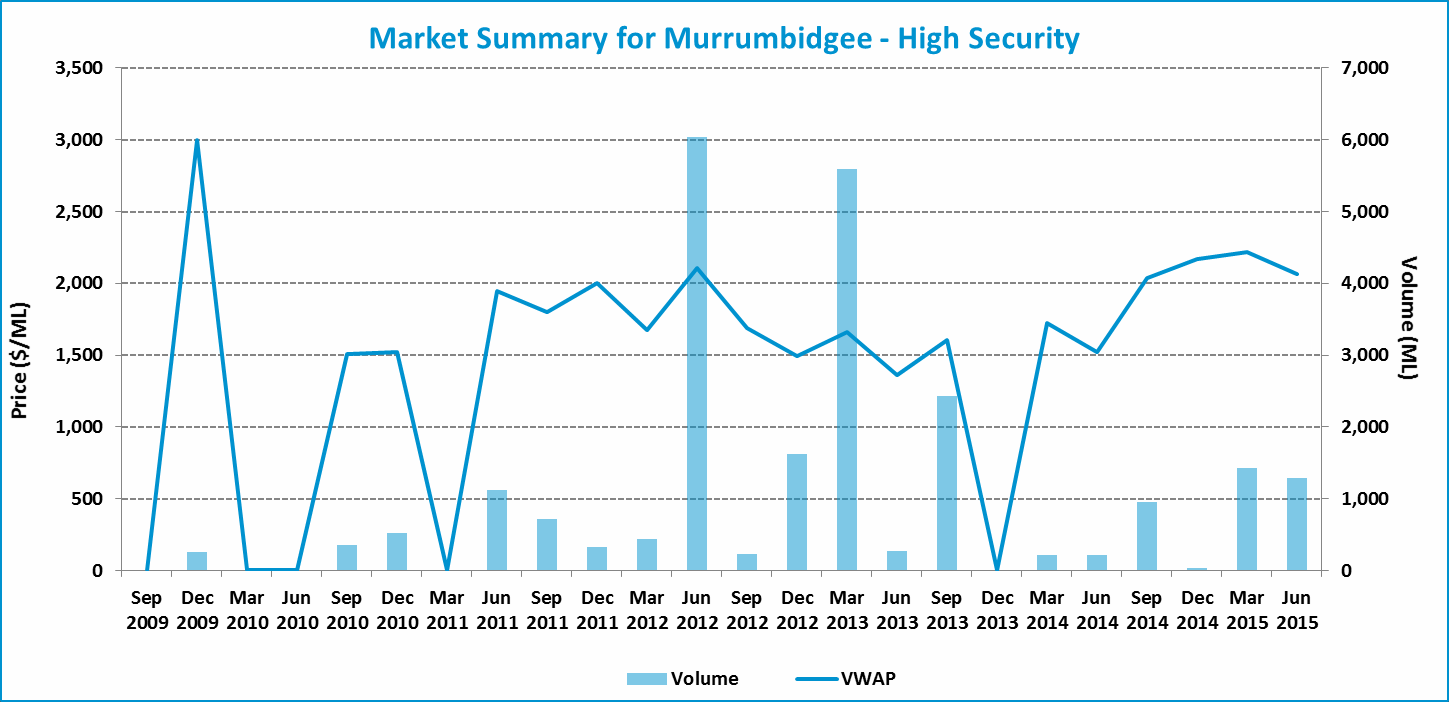 Market Summary for Murrumbidgee - High Security
3,500
3,000
2,500
2,000
1,500
1,000
500
0
Price ($/ML)
7,000
6,000
5,000
4,000
3,000
2,000
1,000
0
Volume (ML)
Sep Dec Mar Jun Sep Dec Mar Jun Sep Dec Mar Jun Sep Dec Mar Jun Sep Dec Mar Jun Sep Dec Mar Jun
2009 2009 2010 2010 2010 2010 2011 2011 2011 2011 2012 2012 2012 2012 2013 2013 2013 2013 2014 2014 2014 2014 2015 2015
Volume VWAP